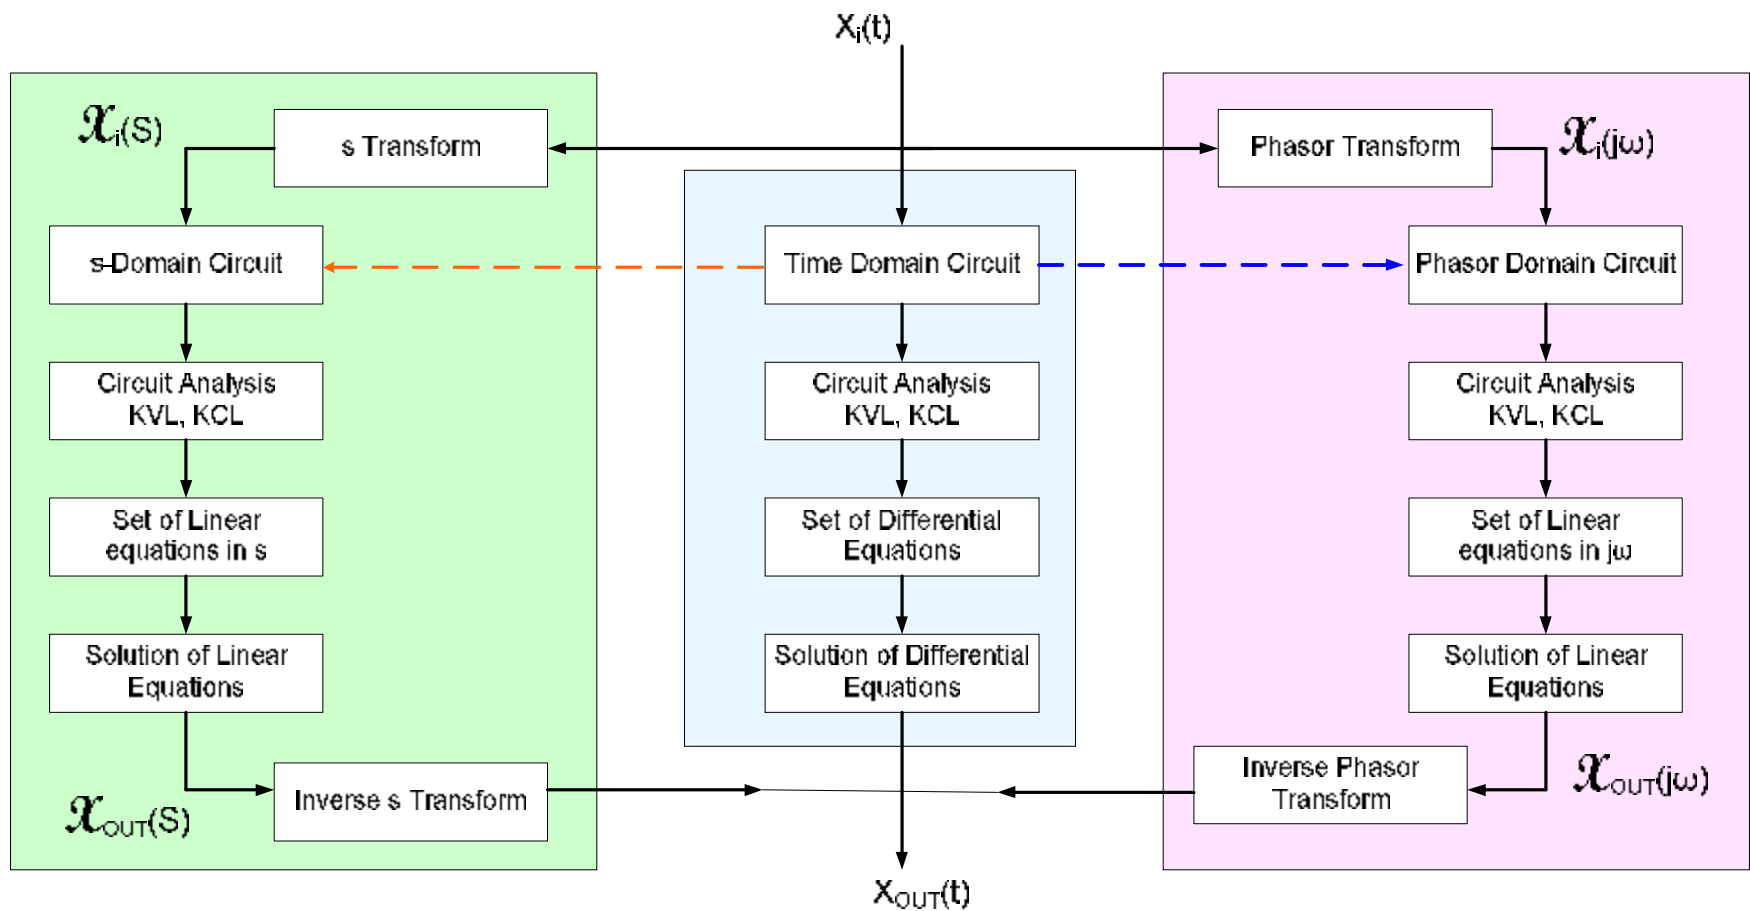 Xi(t)
𝒳i(S)
s Transform
Phasor Transform
𝒳i(jω)
s-Domain Circuit
Time Domain Circuit
Phasor Domain Circuit
Circuit Analysis
KVL, KCL
Circuit Analysis
KVL, KCL
Circuit Analysis
KVL, KCL
Set of Linear
equations in s
Set of Differential
Equations
Set of Linear
equations in jω
Solution of Linear
Equations
Solution of Differential
Equations
Solution of Linear
Equations
𝒳OUT(S)
Inverse s Transform
Inverse Phasor
Transform
𝒳OUT(jω)
XOUT(t)